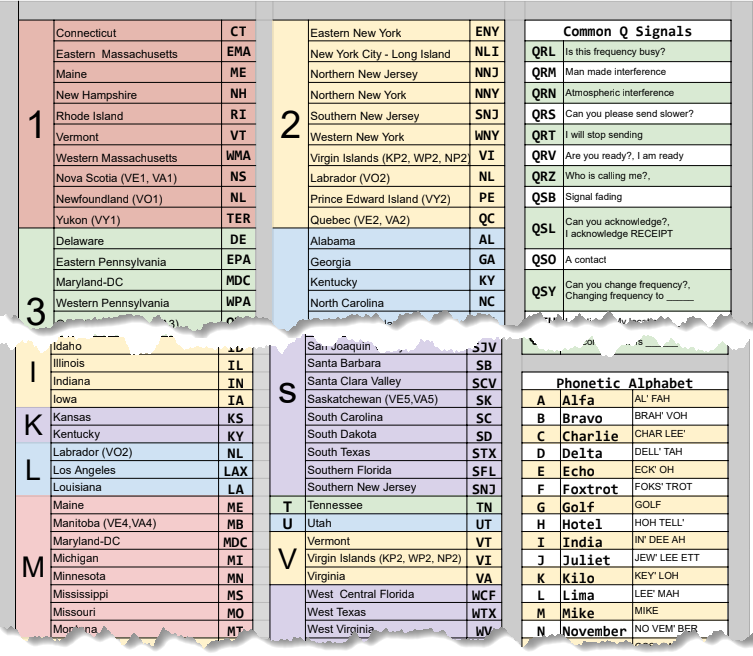 1
Connecticut CT
Eastern Massachusetts EMA
Maine ME
New Hampshire NH
Rhode Island RI
Vermont VT
Western Massachusetts WMA
Nova Scotia (VE1, VA1) NS
Newfoundland (VO1) NL
Yukon (VY1) TER
3
Delaware DE
Eastern Pennsylvania EPA
Maryland-DC MDC
Western Pennsylvania WPA
2
Eastern New York ENY
New York City - Long Island NLI
Northern New Jersey NNJ
Northern New York NNY
Southern New Jersey SNJ
Western New York WNY
Virgin Islands (KP2, WP2, NP2) VI
Labrador (VO2) NL
Prince Edward Island (VY2) PE
Quebec (VE2, VA2) QC
Alabama AL
Georgia GA
Kentucky KY
North Carolina NC
Common Q Signals
QRL Is this frequency busy?
QRM Man made interference
QRN Atmospheric interference
QRS Can you please send slower?
QRT I will stop sending
QRV Are you ready?, I am ready
QRZ Who is calling me?,
QSB Signal fading
QSL Can you acknowledge?,
I acknowledge RECEIPT
QSO A contact
QSY Can you change frequency?,
Changing frequency to _____
I
Idaho ID
Illinois IL
Indiana IN
Iowa IA
K
Kansas KS
Kentucky KY
L
Labrador (VO2) NL
Los Angeles LAX
Louisiana LA
M
Maine ME
Manitoba (VE4,VA4) MB
Maryland-DC MDC
Michigan MI
Minnesota MN
Mississippi MS
Missouri MO
Montana MT
S
San Joaquin SJV
Santa Barbara SB
Santa Clara Valley SCV
Saskatchewan (VE5,VA5) SK
South Carolina SC
South Dakota SD
South Texas STX
Southern Florida SFL
Southern New Jersey SNJ
T Tennessee TN
U Utah UT
V
Vermont VT
Virgin Islands (KP2, WP2, NP2) VI
Virginia VA
West Central Florida WCF
West Texas WTX
West Virginia WV
Phonetic Alphabet
A Alfa AL' FAH
B Bravo BRAH' VOH
C Charlie CHAR LEE'
D Delta DELL' TAH
E Echo ECK' OH
F Foxtrot FOKS' TROT
G Golf GOLF
H Hotel HOH TELL'
I India IN' DEE AH
J Juliet JEW' LEE ETT
K Kilo KEY' LOH
L Lima LEE' MAH
M Mike MIKE
N November NO VEM' BER